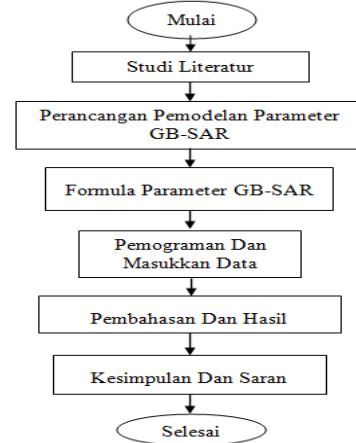 Mulai
Studi Literatur
Perancangan Pemodelan Parameter
GB-SAR
Formula Parameter GB-SAR
Pemograman Dan
Masukkan Data
Pembahasan Dan Hasil
Kesimpulan Dan Saran
Selesai